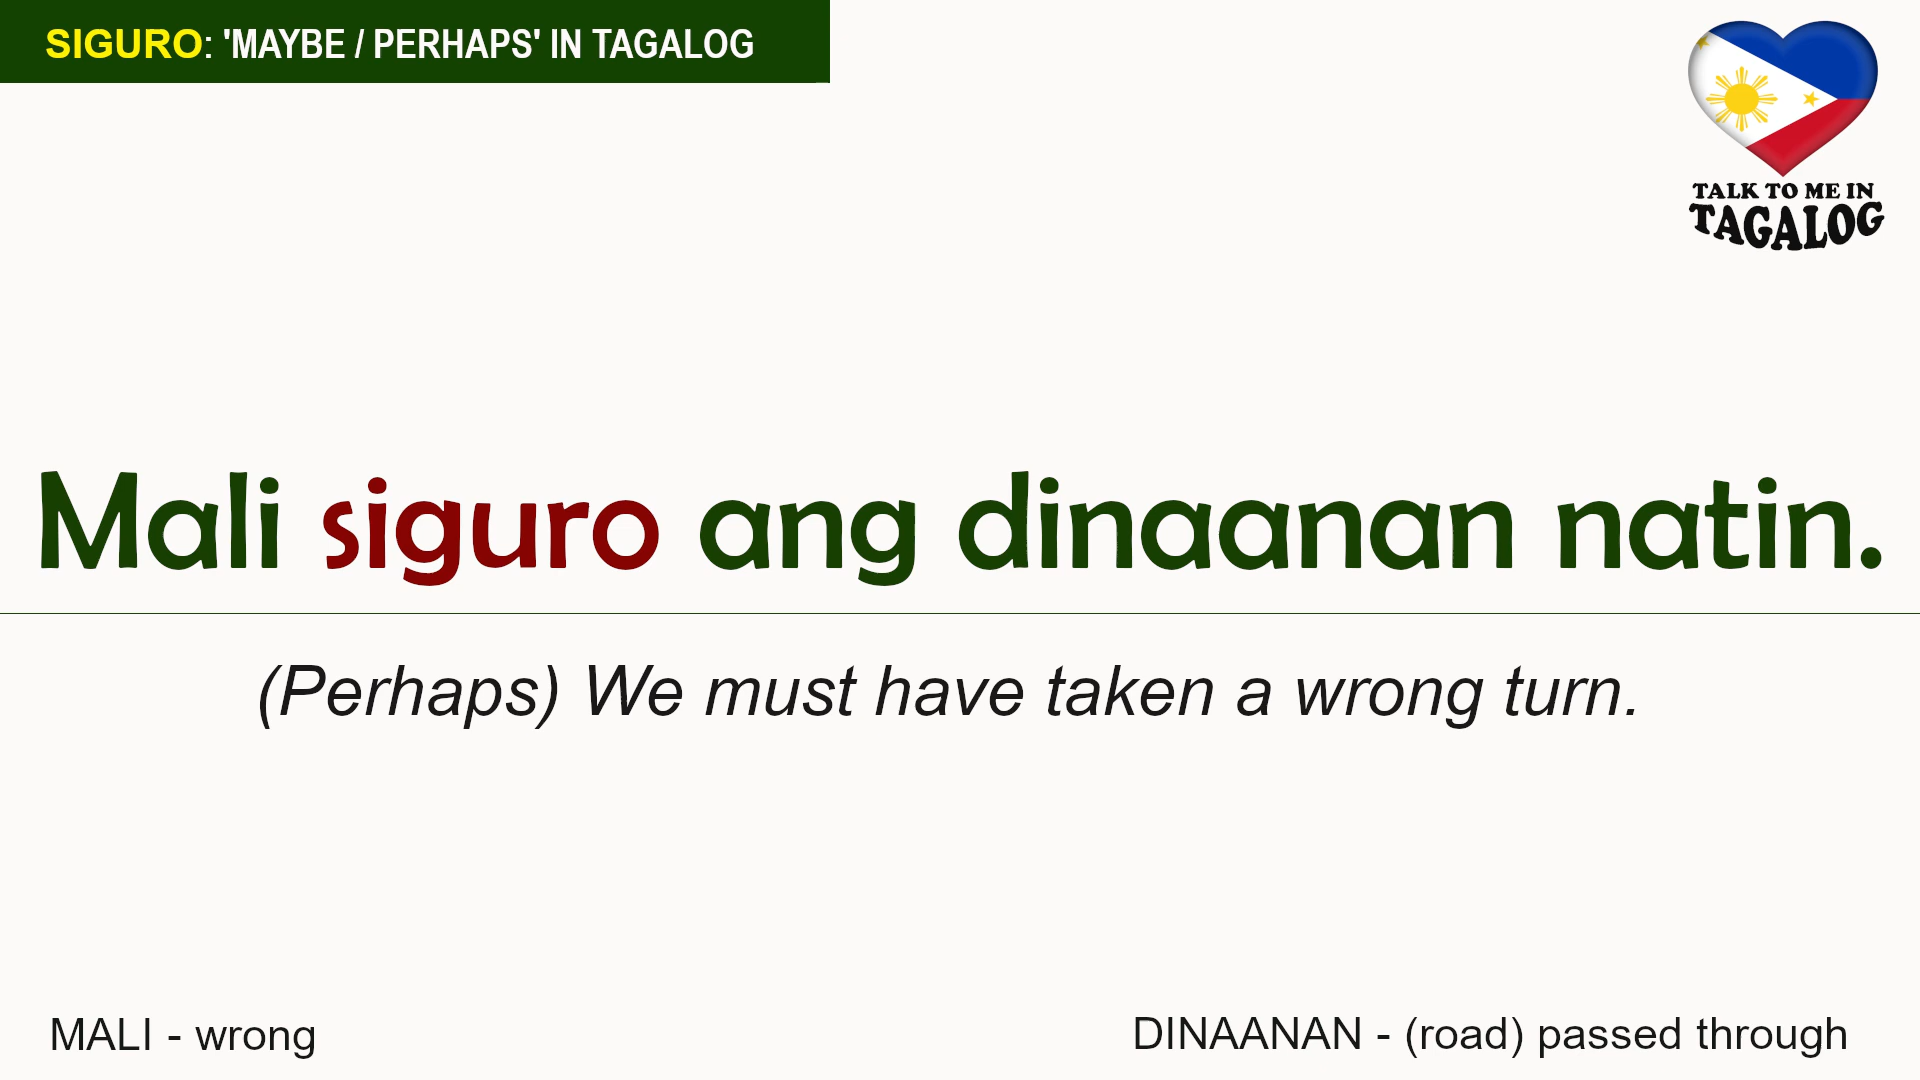 SIGURO: 'MAYBE / PERHAPS' IN TAGALOG
TALK TO ME IN
TAGALOG
Mali siguro ang dinaanan natin.
(Perhaps) We must have taken a wrong turn.
MALI - wrong
DINAANAN - (road) passed through